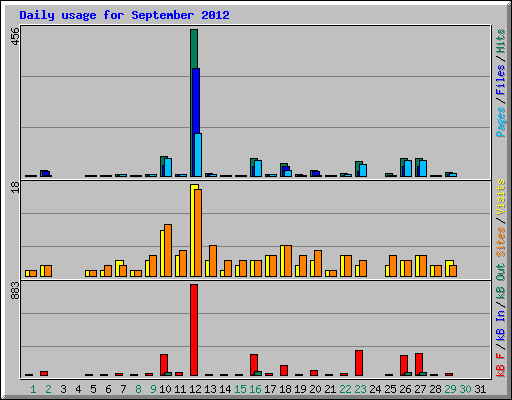 Daily usage for September 2012
456
Pages / Files / Hits
18
Sites / Visits
883
kB F / kB In / kB Out
1 2 3 4 5 6 7 8 9 10 11 12 13 14 15 16 17 18 19 20 21 22 23 24 25 26 27 28 29 30 31